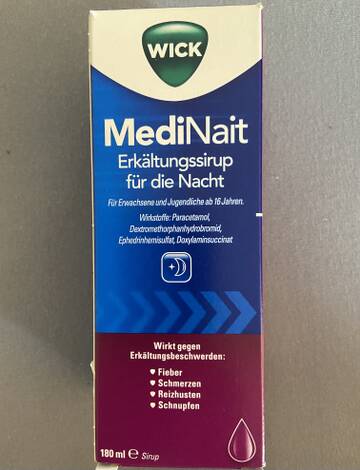 WICK
MediNait
Erkältungssirup
für die Nacht
Für Erwachsene und Jugendliche ab 16 Jahren.
Wirkstoffe: Paracetamol,
Dextromethorphanhydrobromid,
Ephedrinhemisulfat, Doxylaminsuccinat
Wirkt gegen
Erkältungsbeschwerden:
Fieber
Schmerzen
Reizhusten
Schnupfen
180 ml ℮ Sirup